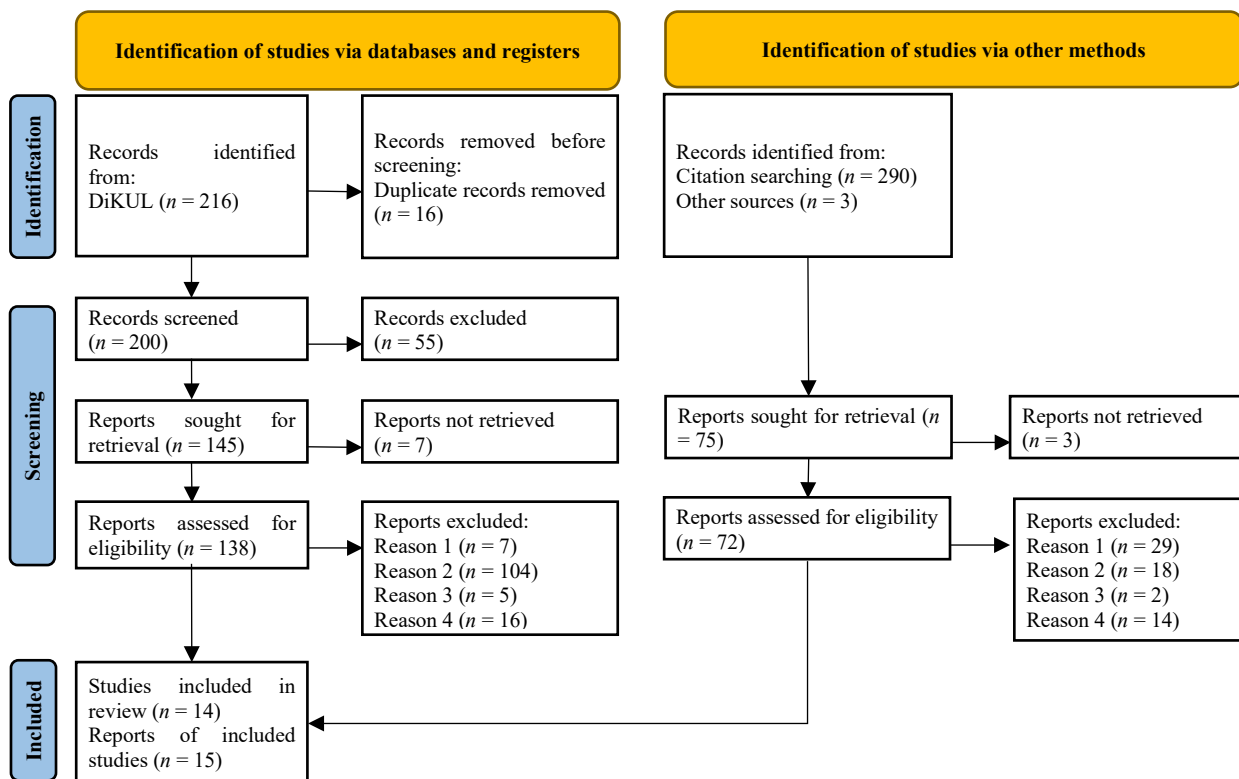 Identification of studies via databases and registers
Identification of studies via other methods
Identification
Records identified
from:
DiKUL (n = 216)
Records removed before
screening:
Duplicate records removed
(n = 16)
Records identified from:
Citation searching (n = 290)
Other sources (n = 3)
Screening
Records screened
(n = 200)
Records excluded
(n = 55)
Reports sought for
retrieval (n = 145)
Reports not retrieved
(n = 7)
Reports sought for retrieval (n
= 75)
Reports not retrieved
(n = 3)
Reports assessed for
eligibility (n = 138)
Reports excluded:
Reason 1 (n = 7)
Reason 2 (n = 104)
Reason 3 (n = 5)
Reason 4 (n = 16)
Reports assessed for eligibility
(n = 72)
Reports excluded:
Reason 1 (n = 29)
Reason 2 (n = 18)
Reason 3 (n = 2)
Reason 4 (n = 14)
Included
Studies included in
review (n = 14)
Reports of included
studies (n = 15)